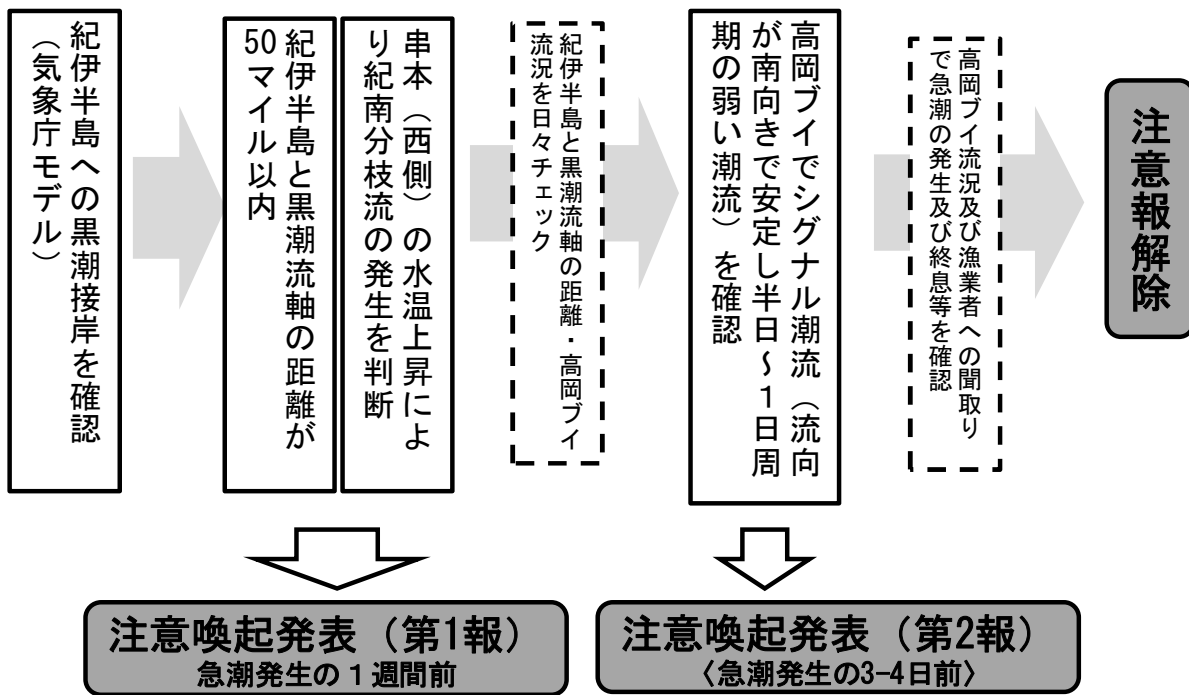 紀伊半島への黒潮接岸を確認
（気象庁モデル）
紀伊半島と黒潮流軸の距離が
50マイル以内
串本（西側）の水温上昇によ
り紀南分枝流の発生を判断
紀伊半島と黒潮流軸の距離・高岡ブイ
流況を日々チェック
高岡ブイでシグナル潮流（流向
が南向きで安定し半日～１日周
期の弱い潮流）を確認
高岡ブイ流況及び漁業者への聞取り
で急潮の発生及び終息等を確認
注意報解除
注意喚起発表（第1報）
急潮発生の１週間前
注意喚起発表（第2報）
〈急潮発生の3-4日前〉